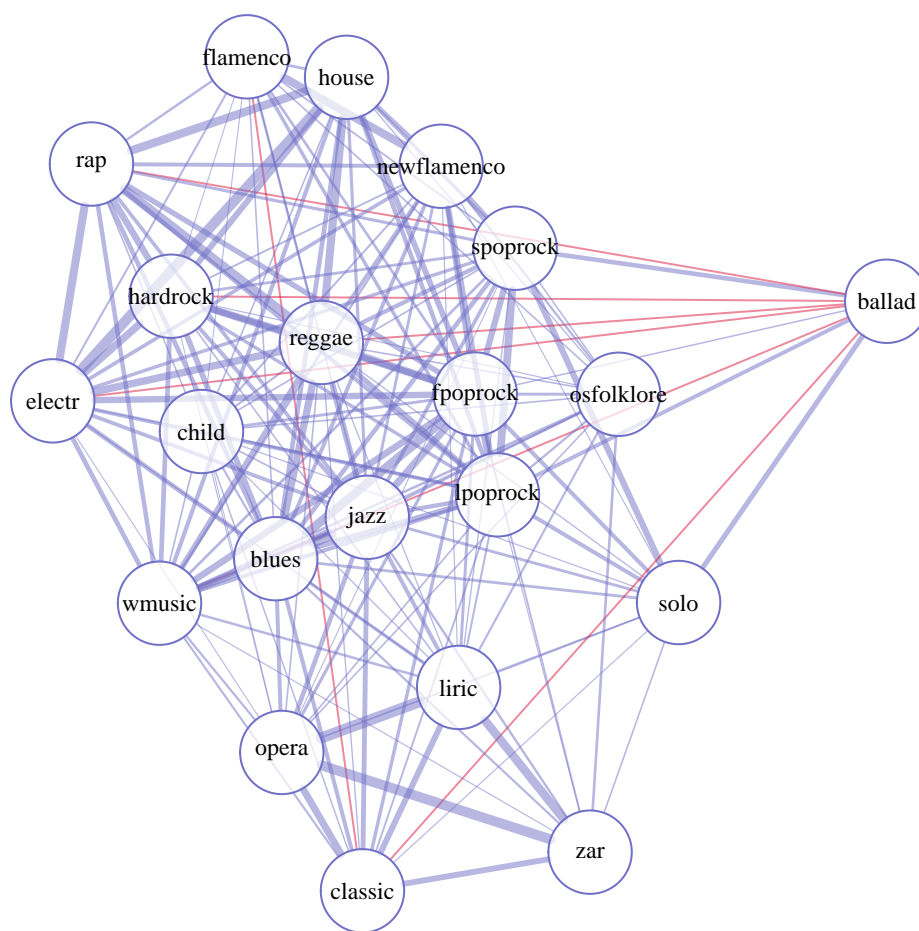 flamenco
house
rap
newflamenco
spoprock
hardrock
ballad
reggae
electr
fpoprock
osfolklore
child
lpoprock
jazz
blues
wmusic
solo
liric
opera
zar
classic